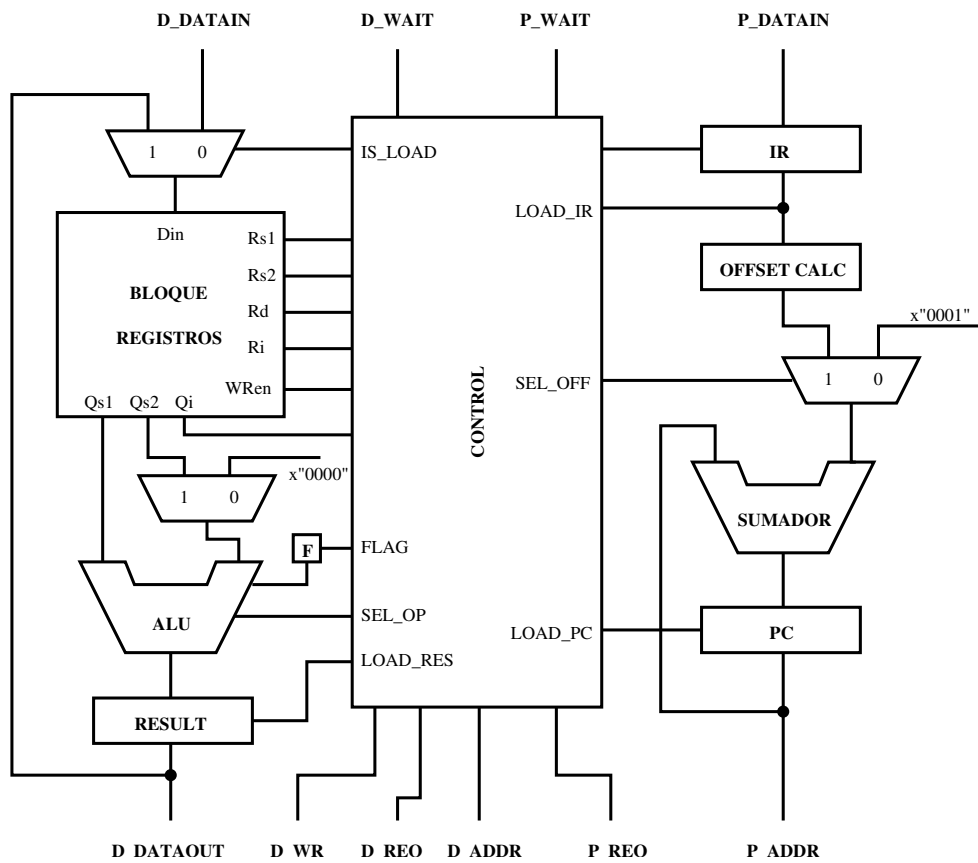 D_DATAIN
D_WAIT
P_WAIT
P_DATAIN
1 0
IS_LOAD
IR
LOAD_IR
Din
Rs1
Rs2
Rd
Ri
WRen
BLOQUE
REGISTROS
Qs1 Qs2 Qi
OFFSET CALC
x"0001"
1 0
SEL_OFF
CONTROL
x"0000"
1 0
SUMADOR
F
FLAG
ALU
SEL_OP
LOAD_PC
PC
LOAD_RES
RESULT
D_DATAOUT
D_WR
D_REQ
D_ADDR
P_REQ
P_ADDR